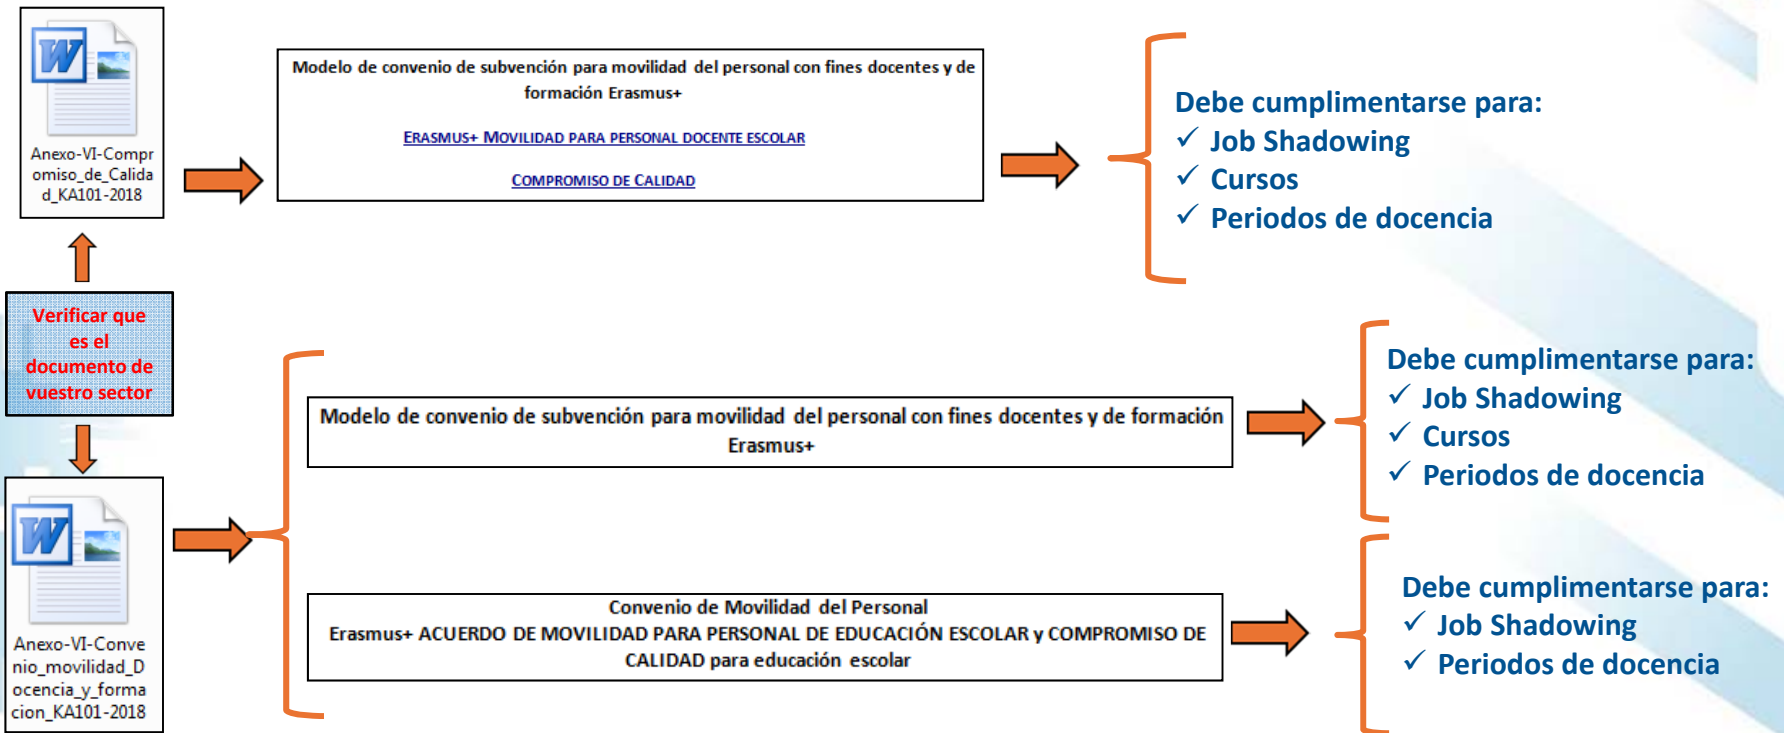 Anexo-VI-Compr
omiso_de_Calida
d_KA101-2018
Modelo de convenio de subvención para movilidad del personal con fines docentes y de
formación Erasmus+
ERASMUS+ MOVILIDAD PARA PERSONAL DOCENTE ESCOLAR
COMPROMISO DE CALIDAD
Debe cumplimentarse para:
✓ Job Shadowing
✓ Cursos
✓ Periodos de docencia
Verificar que
es el
documento de
vuestro sector
Anexo-VI-Conve
nio_movilidad_D
ocencia_y_forma
cion_KA101-2018
Modelo de convenio de subvención para movilidad del personal con fines docentes y de formación
Erasmus+
Debe cumplimentarse para:
✓ Job Shadowing
✓ Cursos
✓ Periodos de docencia
Convenio de Movilidad del Personal
Erasmus+ ACUERDO DE MOVILIDAD PARA PERSONAL DE EDUCACIÓN ESCOLAR y COMPROMISO DE
CALIDAD para educación escolar
Debe cumplimentarse para:
✓ Job Shadowing
✓ Periodos de docencia